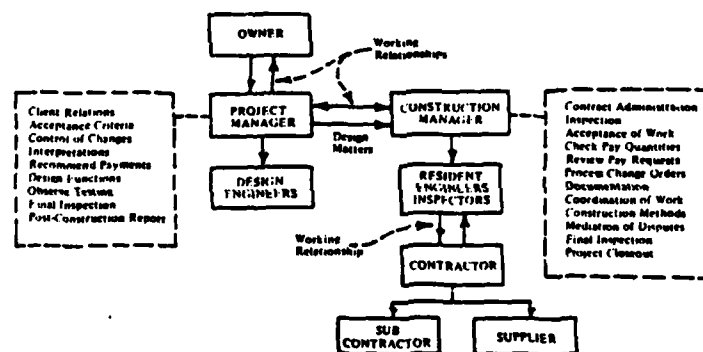 OWNER
Working
Relationships
Client Relations
Acceptance Criteria
Control of Changes
Interpretations
Recommend Payments
Design Functions
Observe Testing
Final Inspection
Post-Construction Report
PROJECT
MANAGER
CONSTRUCTION
MANAGER
Design
Matters
Contract Administration
Inspection
Acceptance of Work
Check Pay Quantities
Review Pay Requests
Process Change Orders
Documentation
Coordination of Work
Construction Methods
Mediation of Disputes
Final Inspection
Project Closeout
DESIGN
ENGINEERS
RESIDENT
ENGINEERS
INSPECTORS
Working
Relationship
CONTRACTOR
SUB
CONTRACTOR
SUPPLIER